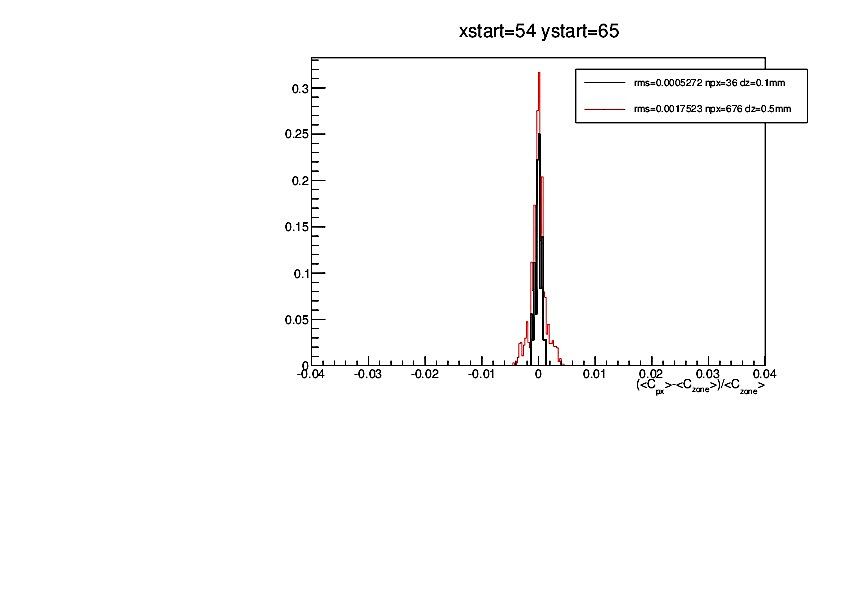 xstart=54 ystart=65
rms=0.0005272 npx=36 dz=0.1mm
rms=0.0017523 npx=676 dz=0.5mm
0.3
0.25
0.2
0.15
0.1
0.05
0
-0.04 -0.03 -0.02 -0.01 0 0.01 0.02 0.03 0.04
(<C_px>-<C_zone>)/<C_zone>